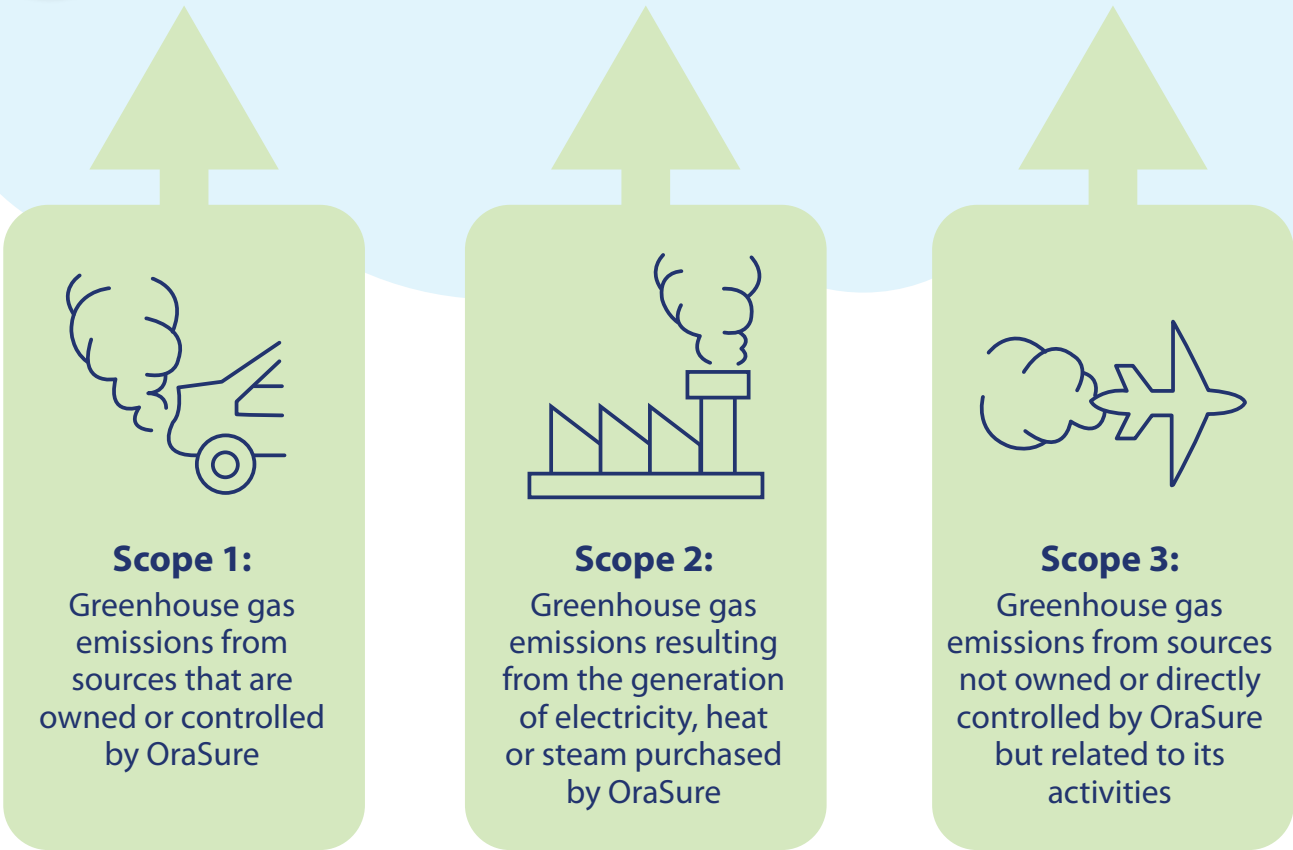 Scope 1:
Greenhouse gas
emissions from
sources that are
owned or controlled
by OraSure
Scope 2:
Greenhouse gas
emissions resulting
from the generation
of electricity, heat
or steam purchased
by OraSure
Scope 3:
Greenhouse gas
emissions from sources
not owned or directly
controlled by OraSure
but related to its
activities